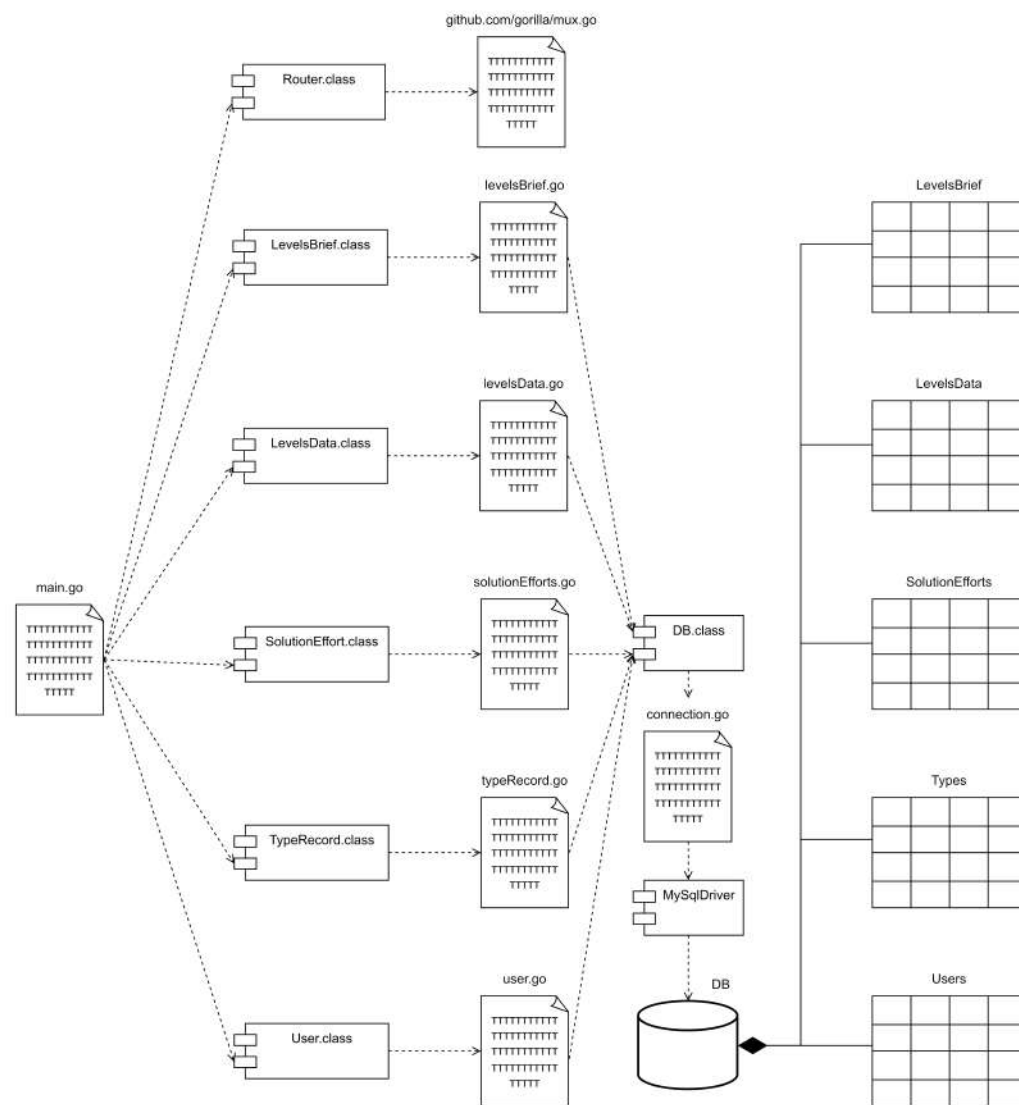 github.com/gorilla/mux.go
Router.class
levelsBrief.go
LevelsBrief
LevelsBrief.class
levelsData.go
LevelsData
LevelsData.class
main.go
solutionEfforts.go
SolutionEfforts
SolutionEffort.class
DB.class
connection.go
typeRecord.go
Types
TypeRecord.class
MySqlDriver
user.go
DB
Users
User.class